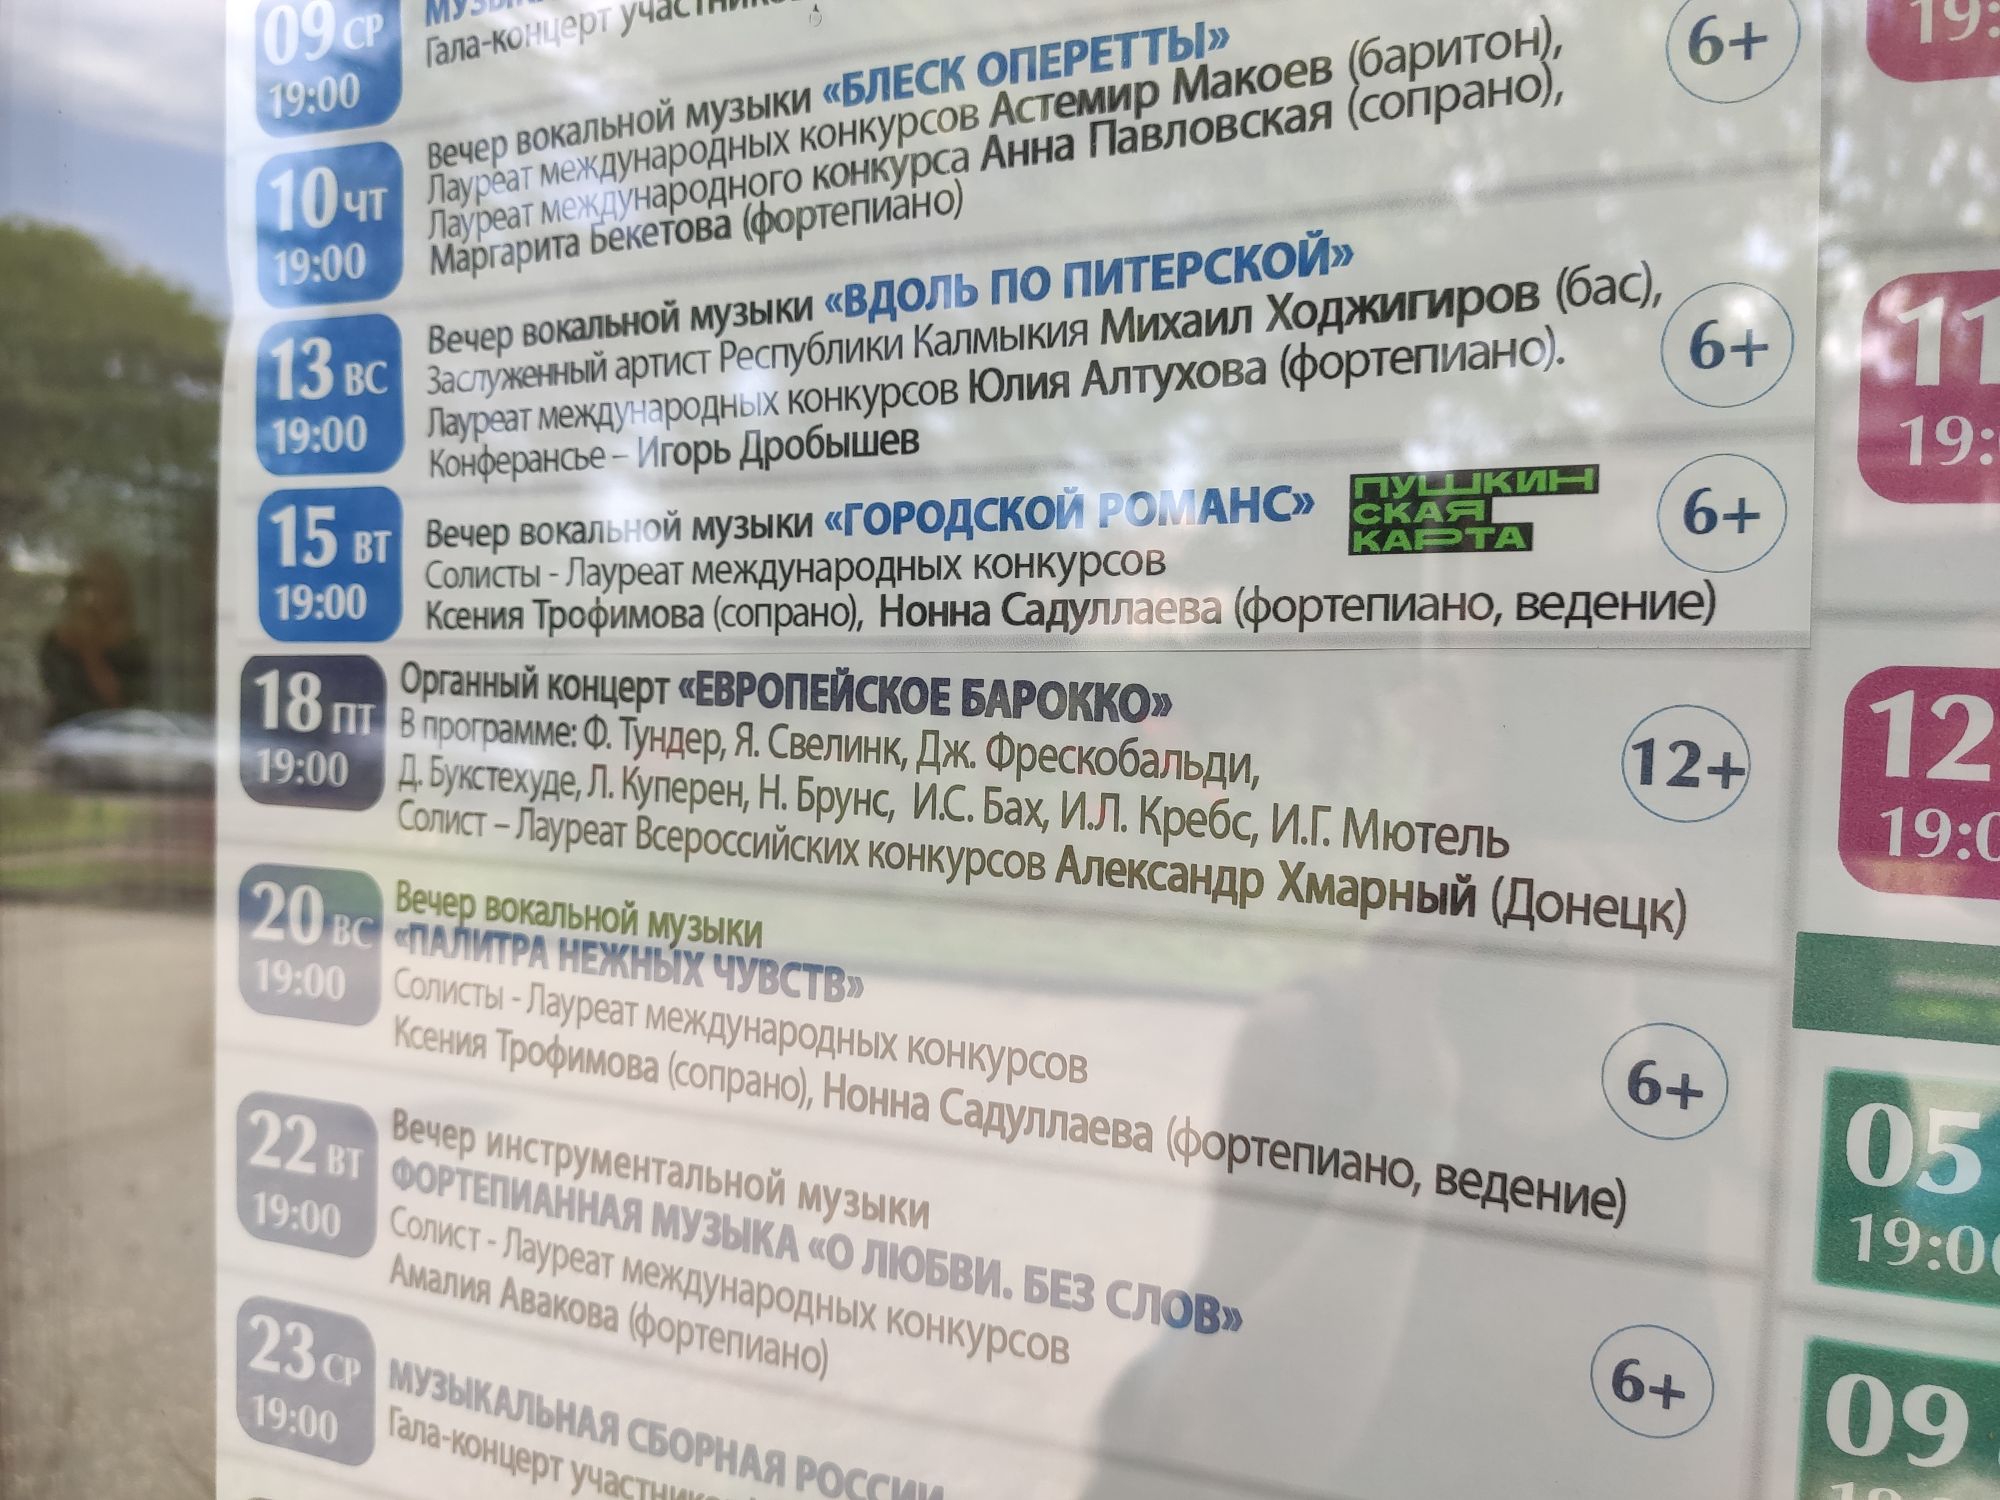 09 СР
19:00
Гала-концерт
6+
10 ЧТ
19:00
Вечер вокальной музыки «БЛЕСК ОПЕРЕТТЫ»
Лауреат международных конкурсов Астемир Макоев (баритон),
Лауреат международного конкурса Анна Павловская (сопрано),
Маргарита Бекетова (фортепиано)
13 ВС
19:00
Вечер вокальной музыки «ВДОЛЬ ПО ПИТЕРСКОЙ»
Заслуженный артист Республики Калмыкия Михаил Ходжигиров (бас),
Лауреат международных конкурсов Юлия Алтухова (фортепиано).
Конферансье – Игорь Дробышев
6+
15 ВТ
19:00
Вечер вокальной музыки «ГОРОДСКОЙ РОМАНС»
Солисты - Лауреат международных конкурсов
Ксения Трофимова (сопрано), Нонна Садуллаева (фортепиано, ведение)
ПУШКИН
СКАЯ
КАРТА
6+
18 ПТ
19:00
Органный концерт «ЕВРОПЕЙСКОЕ БАРОККО»
В программе: Ф. Тундер, Я. Свелинк, Дж. Фрескобальди,
Д. Букстехуде, Л. Куперен, Н. Брунс, И.С. Бах, И.Л. Кребс, И.Г. Мютель
Солист – Лауреат Всероссийских конкурсов Александр Хмарный (Донецк)
12+
20 ВС
19:00
Вечер вокальной музыки
«ПАЛИТРА НЕЖНЫХ ЧУВСТВ»
Солисты - Лауреат международных конкурсов
Ксения Трофимова (сопрано), Нонна Садуллаева (фортепиано, ведение)
6+
22 ВТ
19:00
Вечер инструментальной музыки
ФОРТЕПИАННАЯ МУЗЫКА «О ЛЮБВИ. БЕЗ СЛОВ»
Солист - Лауреат международных конкурсов
Амалия Авакова (фортепиано)
6+
23 СР
19:00
МУЗЫКАЛЬНАЯ СБОРНАЯ РОССИИ
Гала-концерт
19:
11
19:
12
19:0
05
19:00
09